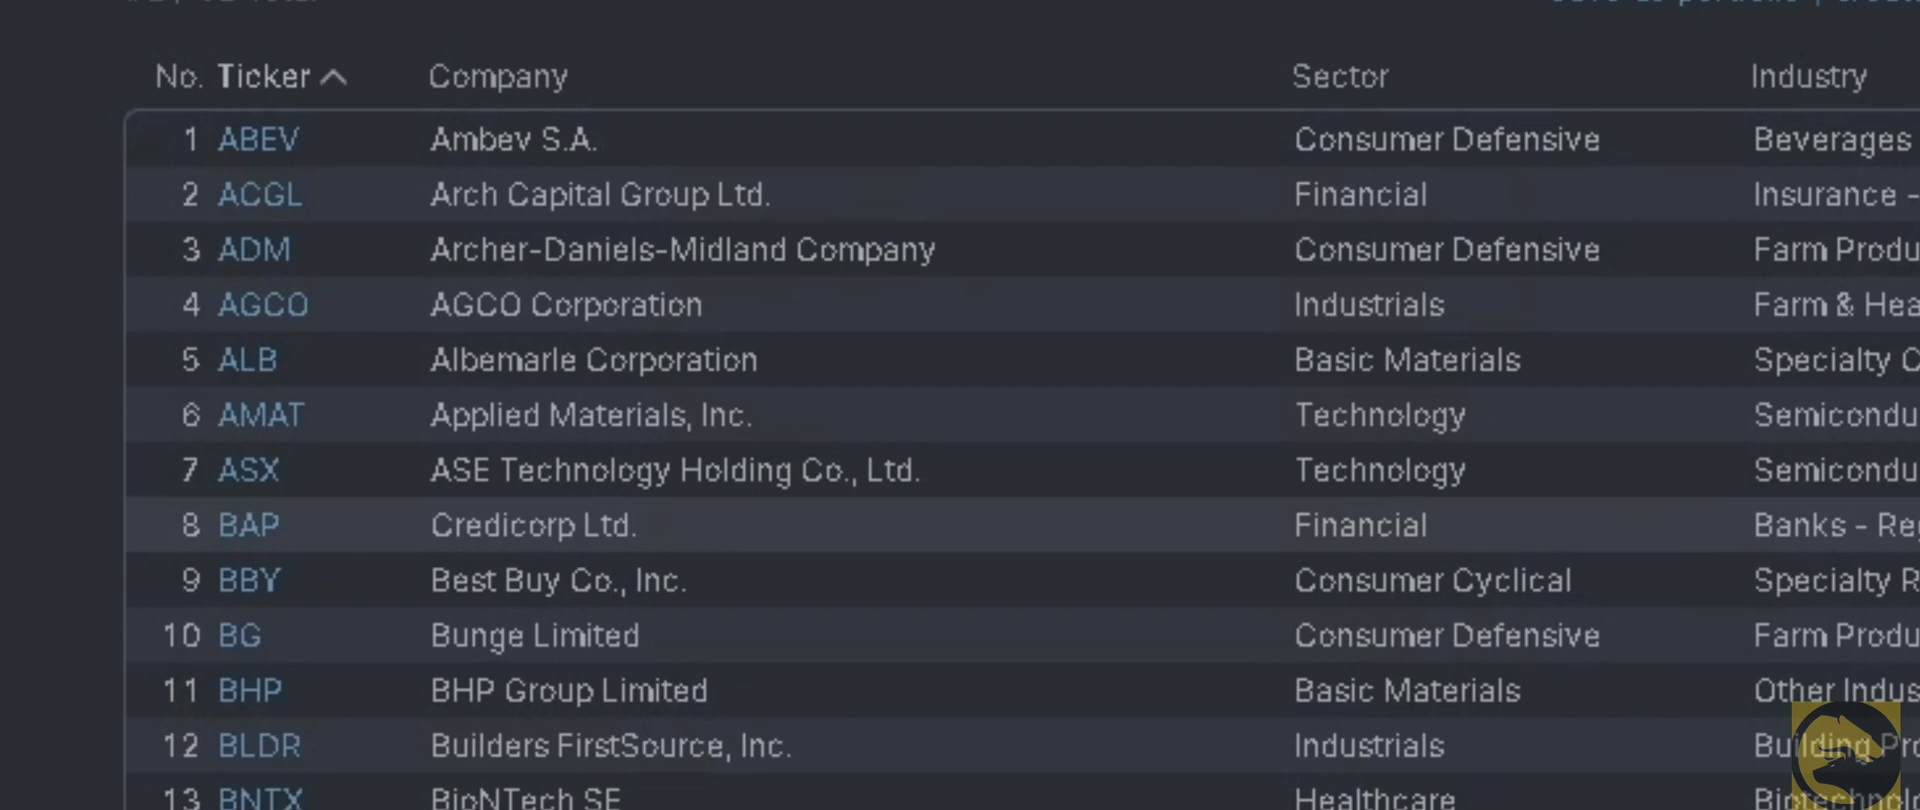 No. Ticker Company Sector Industry
1 ABEV Ambev S.A. Consumer Defensive Beverages
2 ACGL Arch Capital Group Ltd. Financial Insurance -
3 ADM Archer-Daniels-Midland Company Consumer Defensive Farm Produ
4 AGCO AGCO Corporation Industrials Farm & Hea
5 ALB Albemarle Corporation Basic Materials Specialty C
6 AMAT Applied Materials, Inc. Technology Semicondu
7 ASX ASE Technology Holding Co., Ltd. Technology Semicondu
8 BAP Credicorp Ltd. Financial Banks - Reg
9 BBY Best Buy Co., Inc. Consumer Cyclical Specialty R
10 BG Bunge Limited Consumer Defensive Farm Produ
11 BHP BHP Group Limited Basic Materials Other Indus
12 BLDR Builders FirstSource, Inc. Industrials Building Pro
13 BNTX BioNTech SE Healthcare Biotechnolo